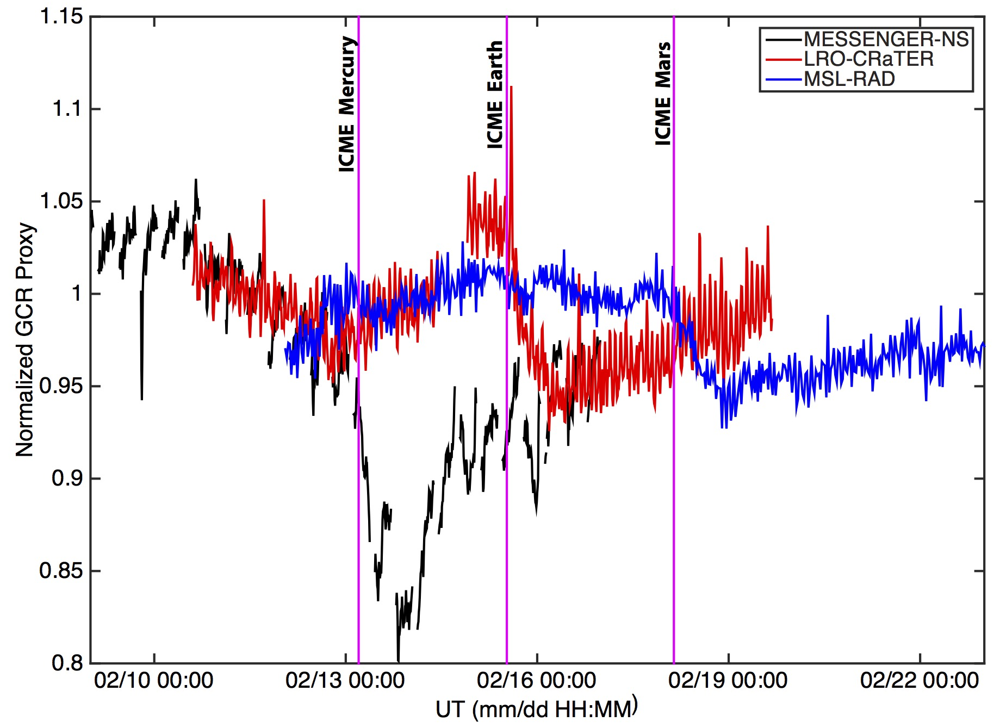 1.15
1.1
1.05
1
0.95
0.9
0.85
0.8
Normalized GCR Proxy
ICME Mercury
ICME Earth
ICME Mars
MESSENGER-NS
LRO-CRaTER
MSL-RAD
02/10 00:00
02/13 00:00
02/16 00:00
02/19 00:00
02/22 00:00
UT (mm/dd HH:MM)